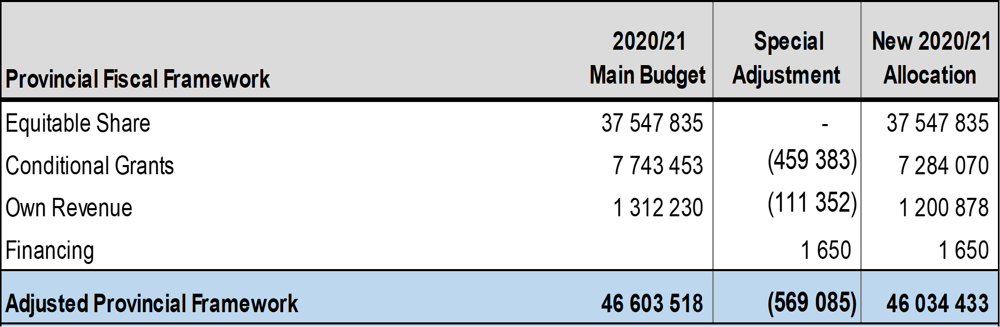 2020/21 Special New 2020/21
Provincial Fiscal Framework Main Budget Adjustment Allocation
Equitable Share 37 547 835 - 37 547 835
Conditional Grants 7 743 453 (459 383) 7 284 070
Own Revenue 1 312 230 (111 352) 1 200 878
Financing 1 650 1 650
Adjusted Provincial Framework 46 603 518 (569 085) 46 034 433